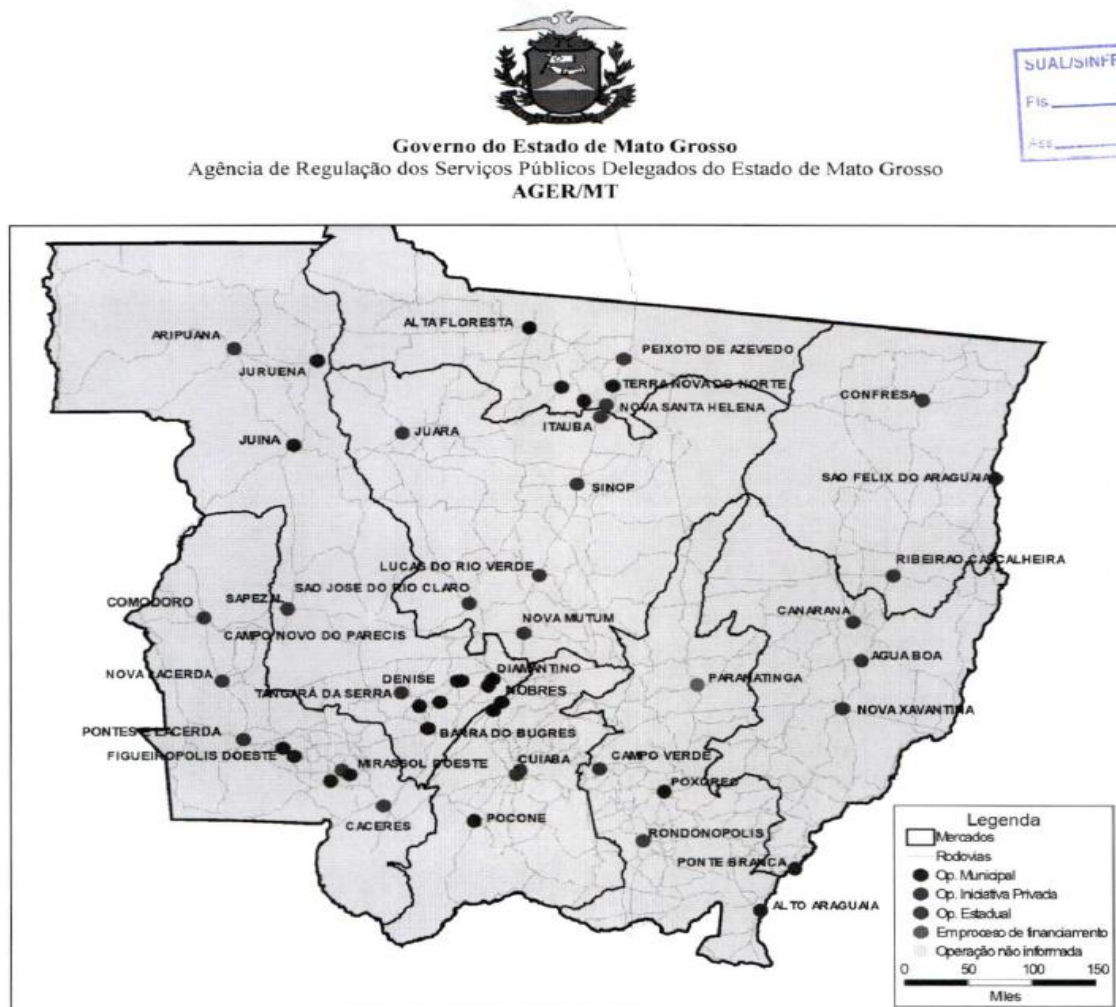 SUAL/SINFR
Fls.
Ass.
Governo do Estado de Mato Grosso
Agência de Regulação dos Serviços Públicos Delegados do Estado de Mato Grosso
AGER/MT
ALTA FLORESTA
ARIPUANA
PEIXOTO DE AZEVEDO
JURUENA
TERRA NOVA DO NORTE
CONFRESA
NOVA SANTA HELENA
ITAUBA
JUARA
JUINA
SAO FELIX DO ARAGUAIA
SINOP
RIBEIRAO CASCALHEIRA
LUCAS DO RIO VERDE
SAO JOSE DO RIO CLARO
SAPEZAL
COMODORO
CANARANA
NOVA MUTUM
CAMPO NOVO DO PARECIS
AGUA BOA
DIAMANTINO
NOVA LACERDA
DENISE
PARANATINGA
TANGARÁ DA SERRA
NOBRES
NOVA XAVANTINA
PONTES E LACERDA
BARRA DO BUGRES
FIGUEIROPOLIS DOESTE
MIRASSOL DOESTE
CUIABA
CAMPO VERDE
POXOREO
CACERES
POCONE
RONDONOPOLIS
PONTE BRANCA
ALTO ARAGUAIA
Legenda
Mercados
Rodovias
Op. Municipal
Op. Iniciativa Privada
Op. Estadual
Em proceso de financiamento
Operação não informada
0 50 100 150
Miles